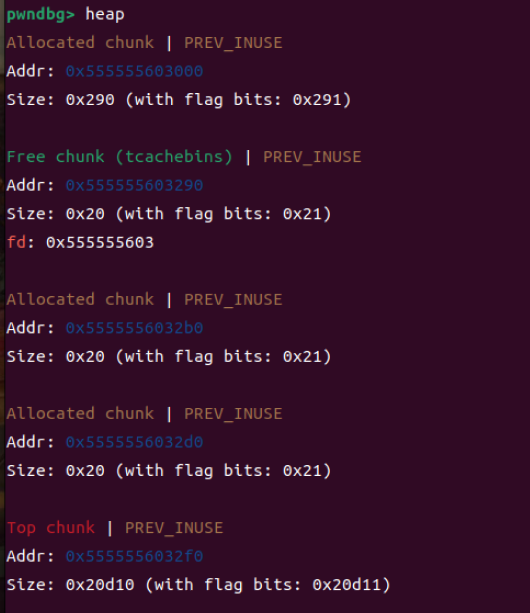 pwndbg> heap
Allocated chunk | PREV_INUSE
Addr: 0x555555603000
Size: 0x290 (with flag bits: 0x291)
Free chunk (tcachebins) | PREV_INUSE
Addr: 0x555555603290
Size: 0x20 (with flag bits: 0x21)
fd: 0x555555603
Allocated chunk | PREV_INUSE
Addr: 0x5555556032b0
Size: 0x20 (with flag bits: 0x21)
Allocated chunk | PREV_INUSE
Addr: 0x5555556032d0
Size: 0x20 (with flag bits: 0x21)
Top chunk | PREV_INUSE
Addr: 0x5555556032f0
Size: 0x20d10 (with flag bits: 0x20d11)